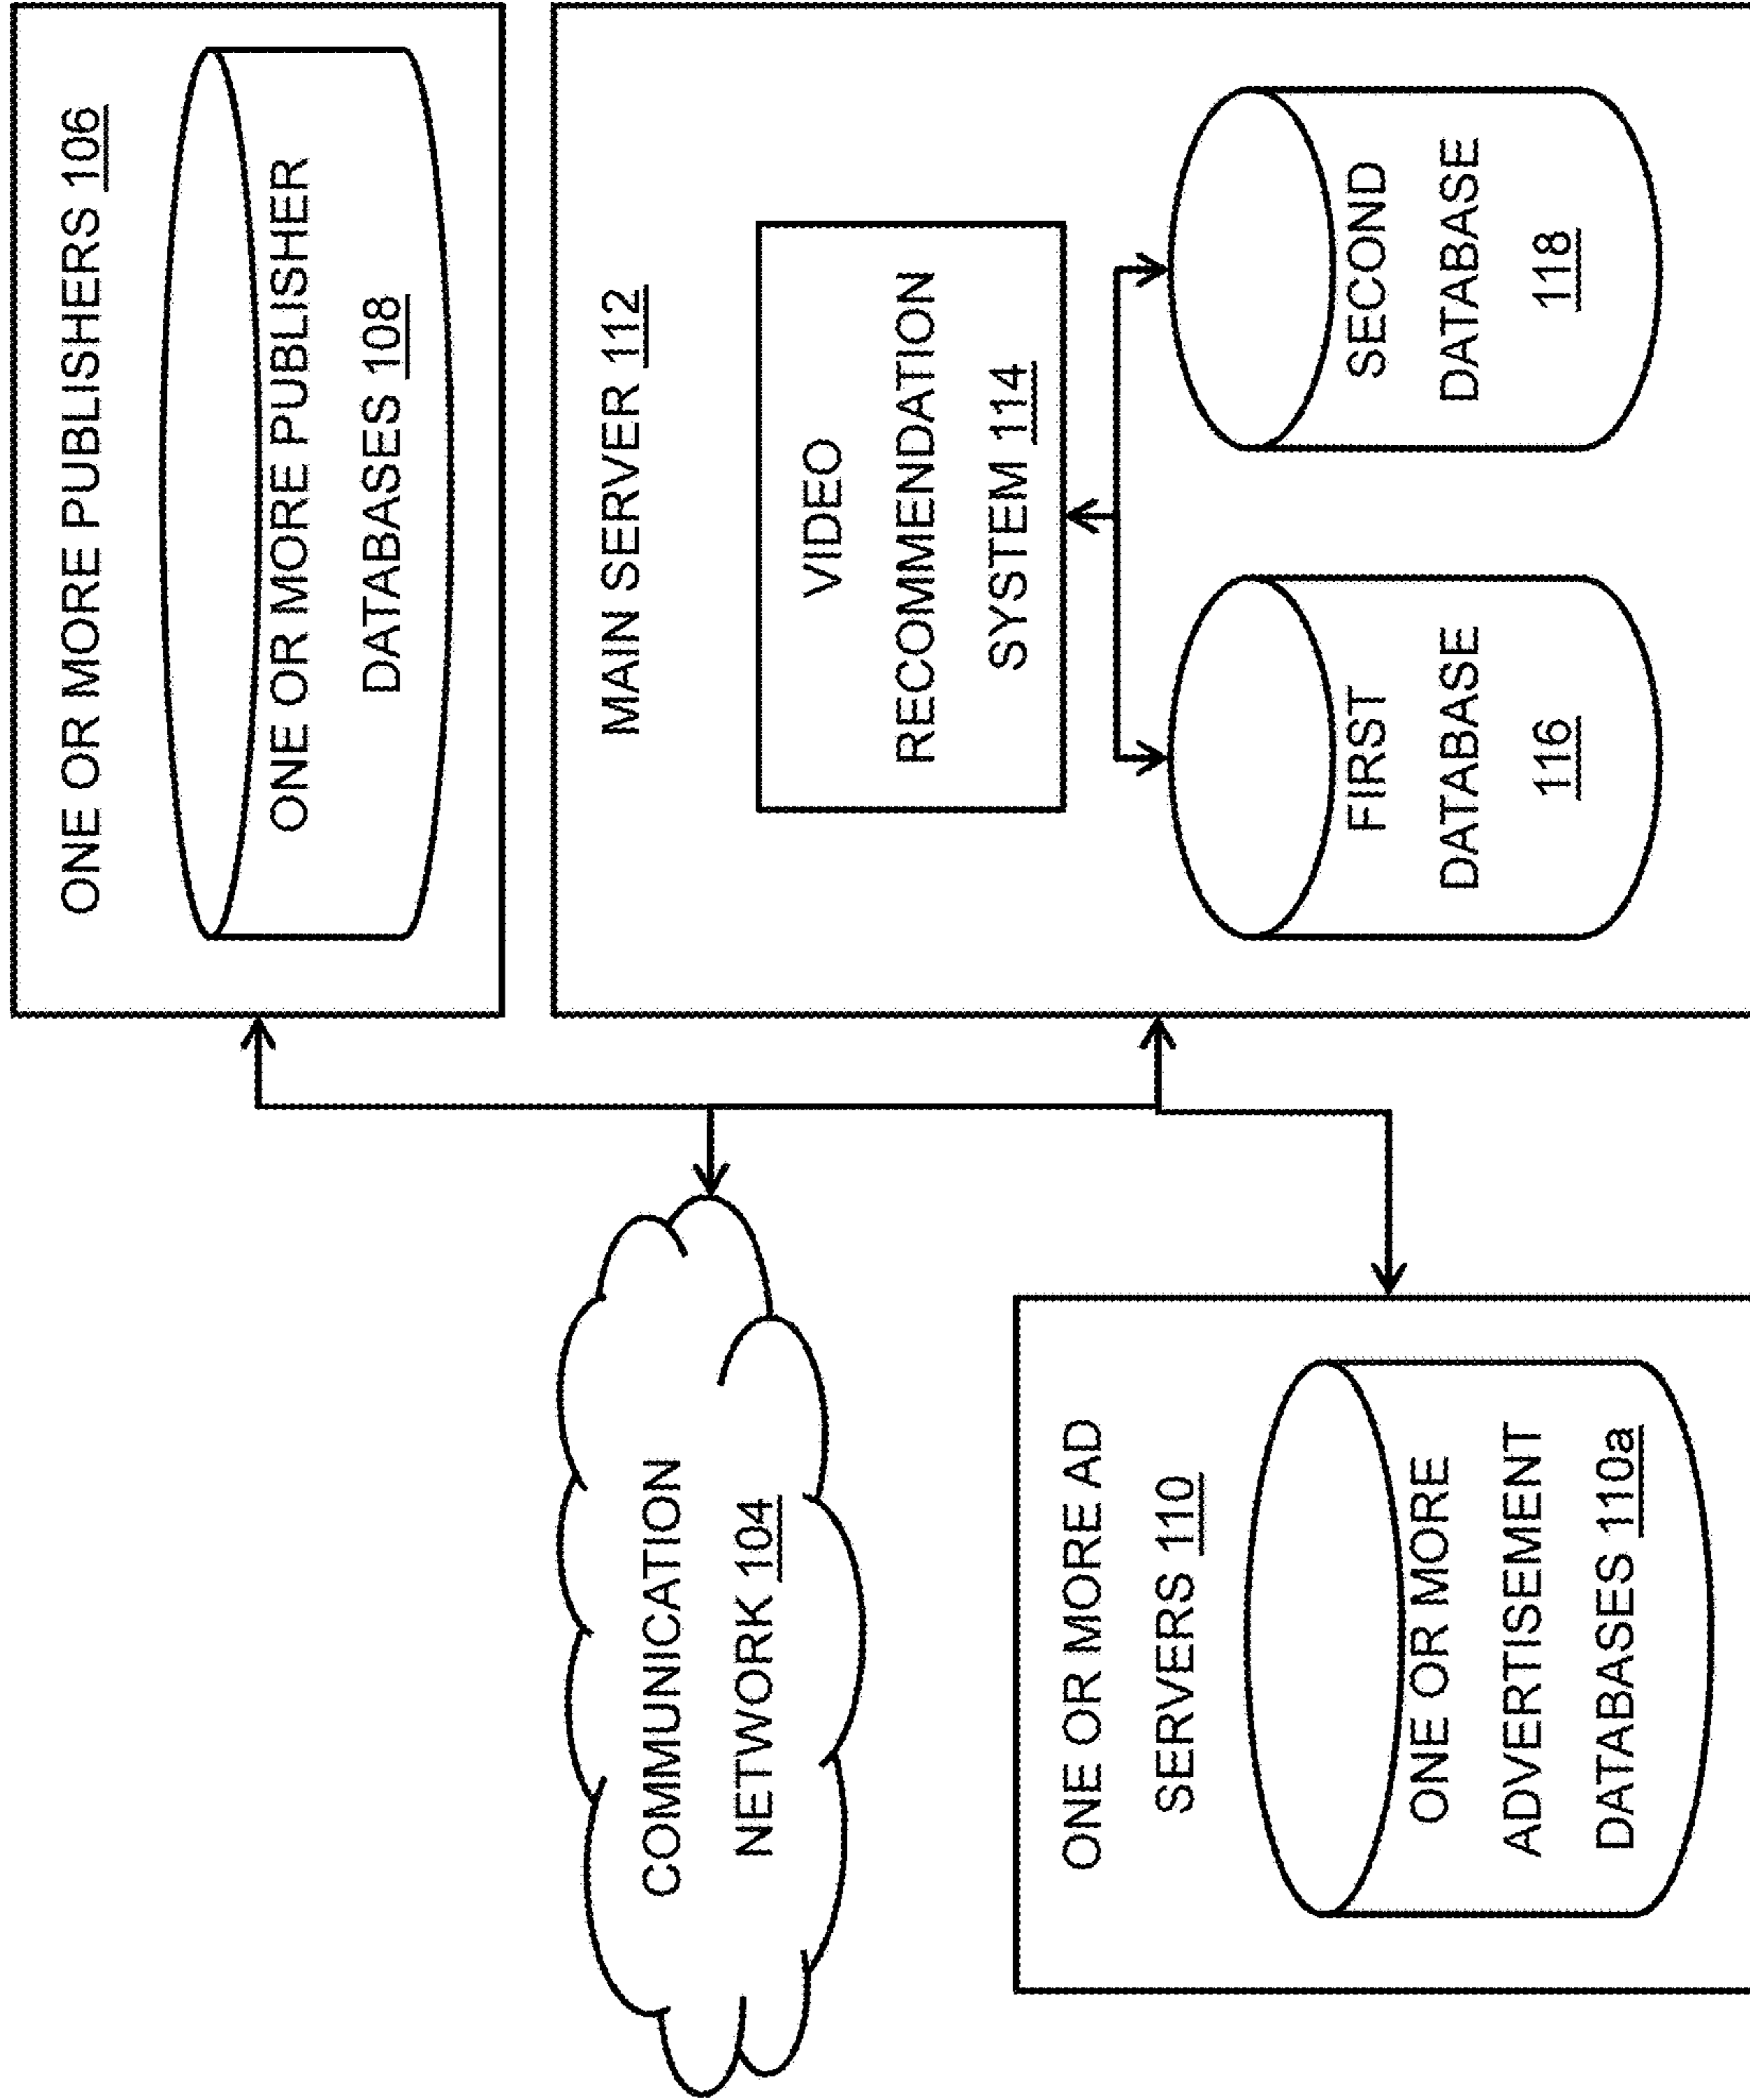 ONE OR MORE PUBLISHERS 106
ONE OR MORE PUBLISHER
DATABASES 108
COMMUNICATION
NETWORK 104
MAIN SERVER 112
VIDEO
RECOMMENDATION
SYSTEM 114
FIRST
DATABASE
116
SECOND
DATABASE
118
ONE OR MORE AD
SERVERS 110
ONE OR MORE
ADVERTISEMENT
DATABASES 110a